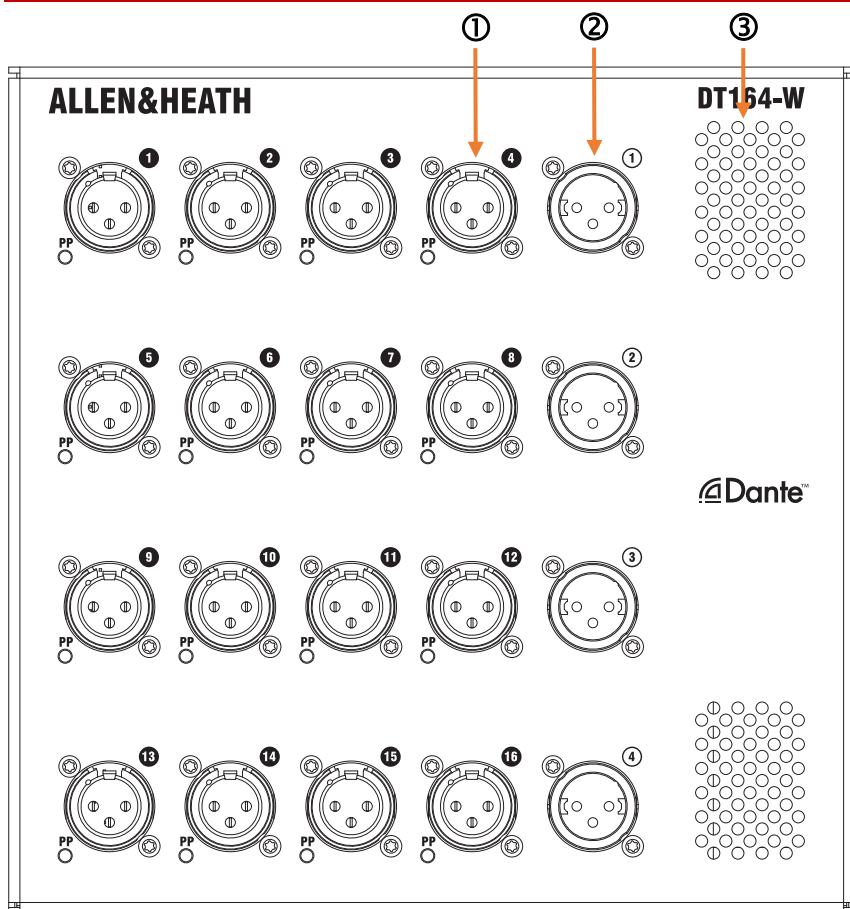 ① ② ③
ALLEN&HEATH DT164-W
1 2 3 4 1
PP PP PP PP
5 6 7 8 2
PP PP PP PP
Dante™
9 10 11 12 3
PP PP PP PP
13 14 15 16 4
PP PP PP PP